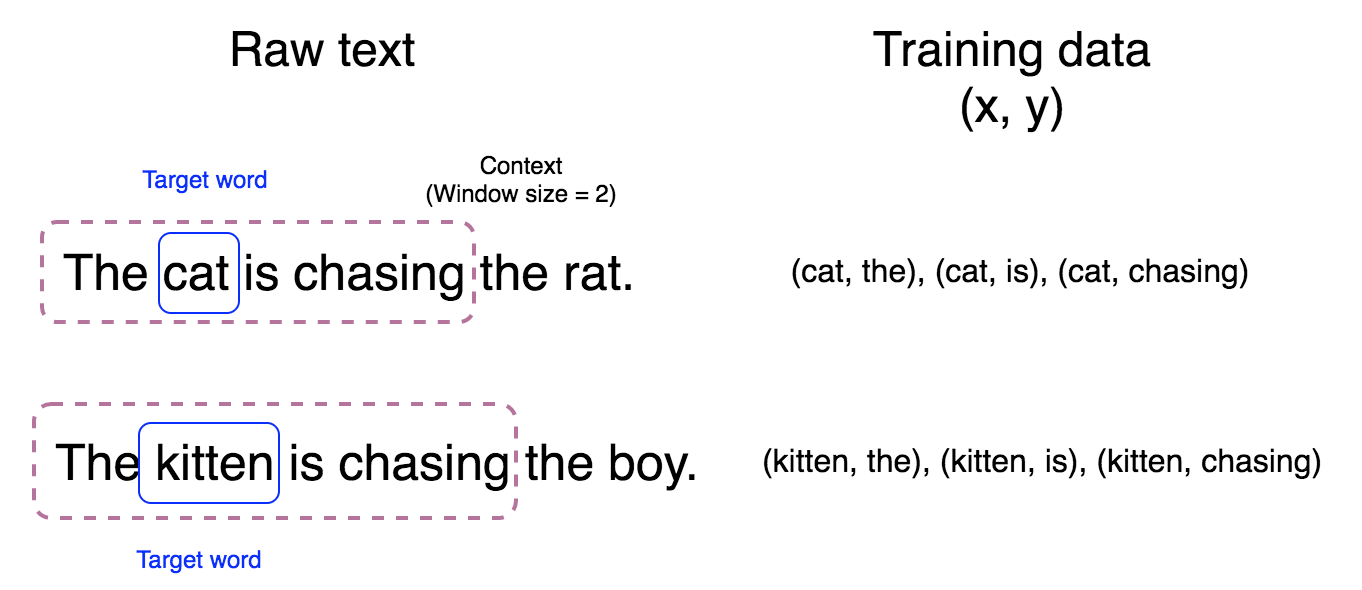 Raw text
Training data
(x, y)
Target word
Context
(Window size = 2)
The cat is chasing the rat.
(cat, the), (cat, is), (cat, chasing)
The kitten is chasing the boy.
(kitten, the), (kitten, is), (kitten, chasing)
Target word